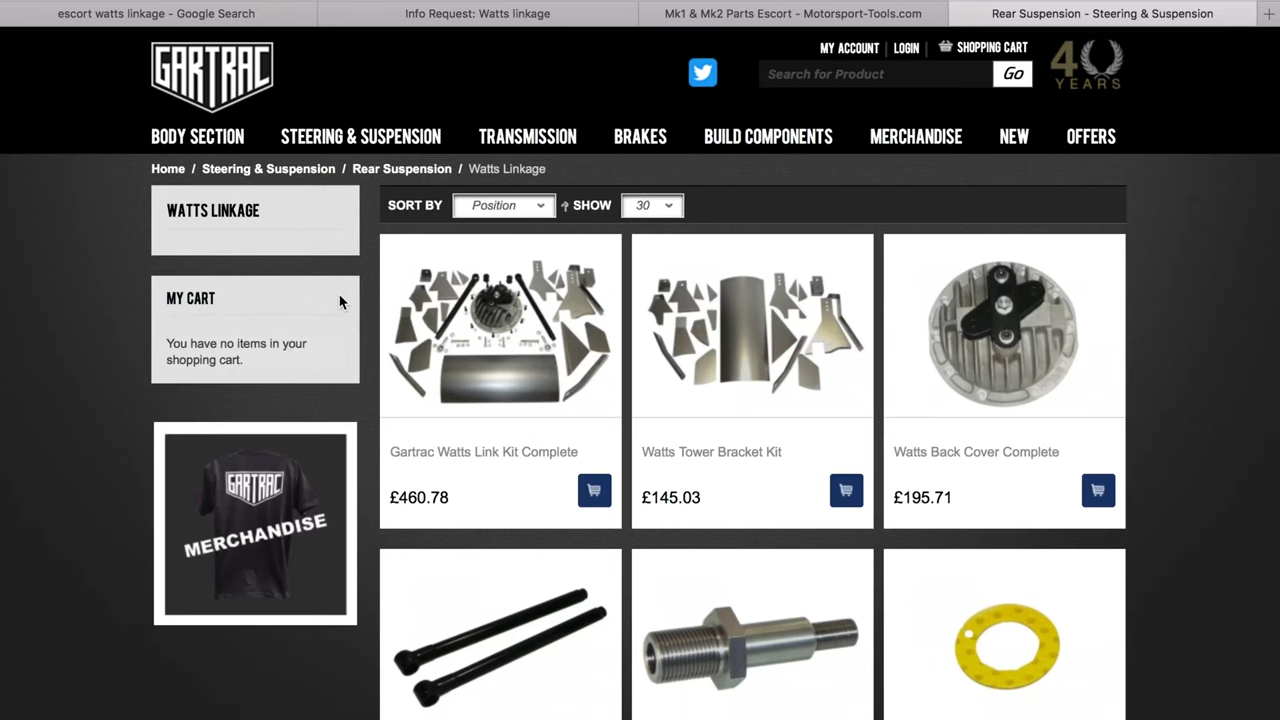 escort watts linkage - Google Search
Info Request: Watts linkage
Mk1 & Mk2 Parts Escort - Motorsport-Tools.com
Rear Suspension - Steering & Suspension
GARTRAC
MY ACCOUNT
LOGIN
SHOPPING CART
Search for Product
Go
40
YEARS
BODY SECTION
STEERING & SUSPENSION
TRANSMISSION
BRAKES
BUILD COMPONENTS
MERCHANDISE
NEW
OFFERS
Home / Steering & Suspension / Rear Suspension / Watts Linkage
WATTS LINKAGE
SORT BY
Position
SHOW
30
MY CART
You have no items in your
shopping cart.
Gartrac Watts Link Kit Complete
£460.78
Watts Tower Bracket Kit
£145.03
Watts Back Cover Complete
£195.71
GARTRAC
MERCHANDISE